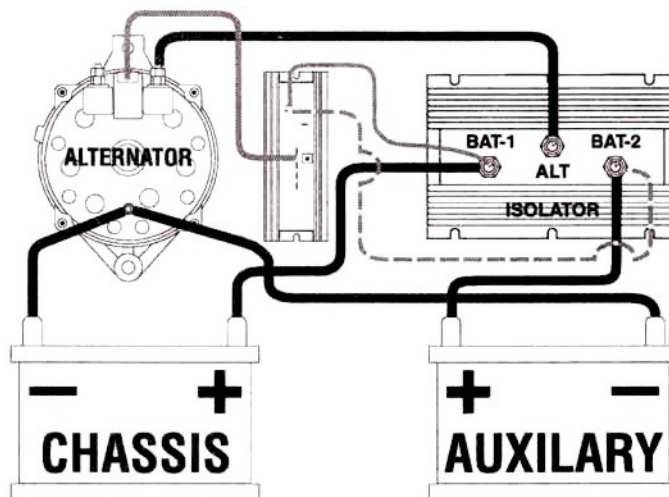 ALTERNATOR
BAT-1
ALT
BAT-2
ISOLATOR
− +
CHASSIS
+ −
AUXILARY